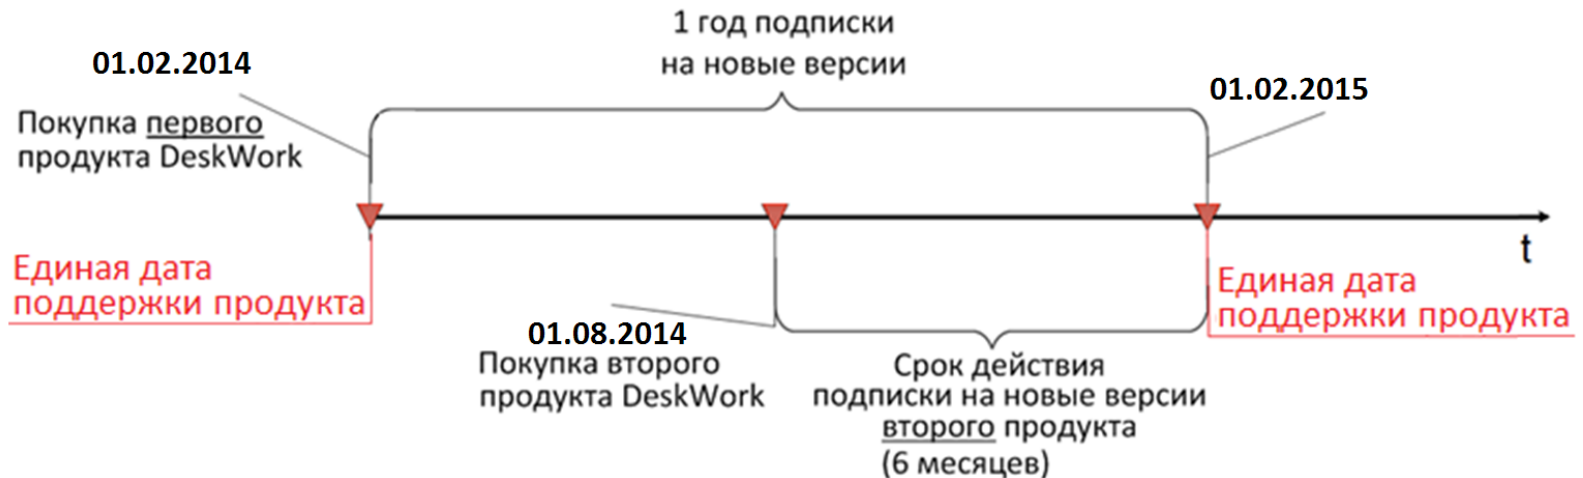 1 год подписки
на новые версии
01.02.2014
01.02.2015
Покупка первого
продукта DeskWork
t
Единая дата
поддержки продукта
Единая дата
поддержки продукта
01.08.2014
Покупка второго
продукта DeskWork
Срок действия
подписки на новые версии
второго продукта
(6 месяцев)